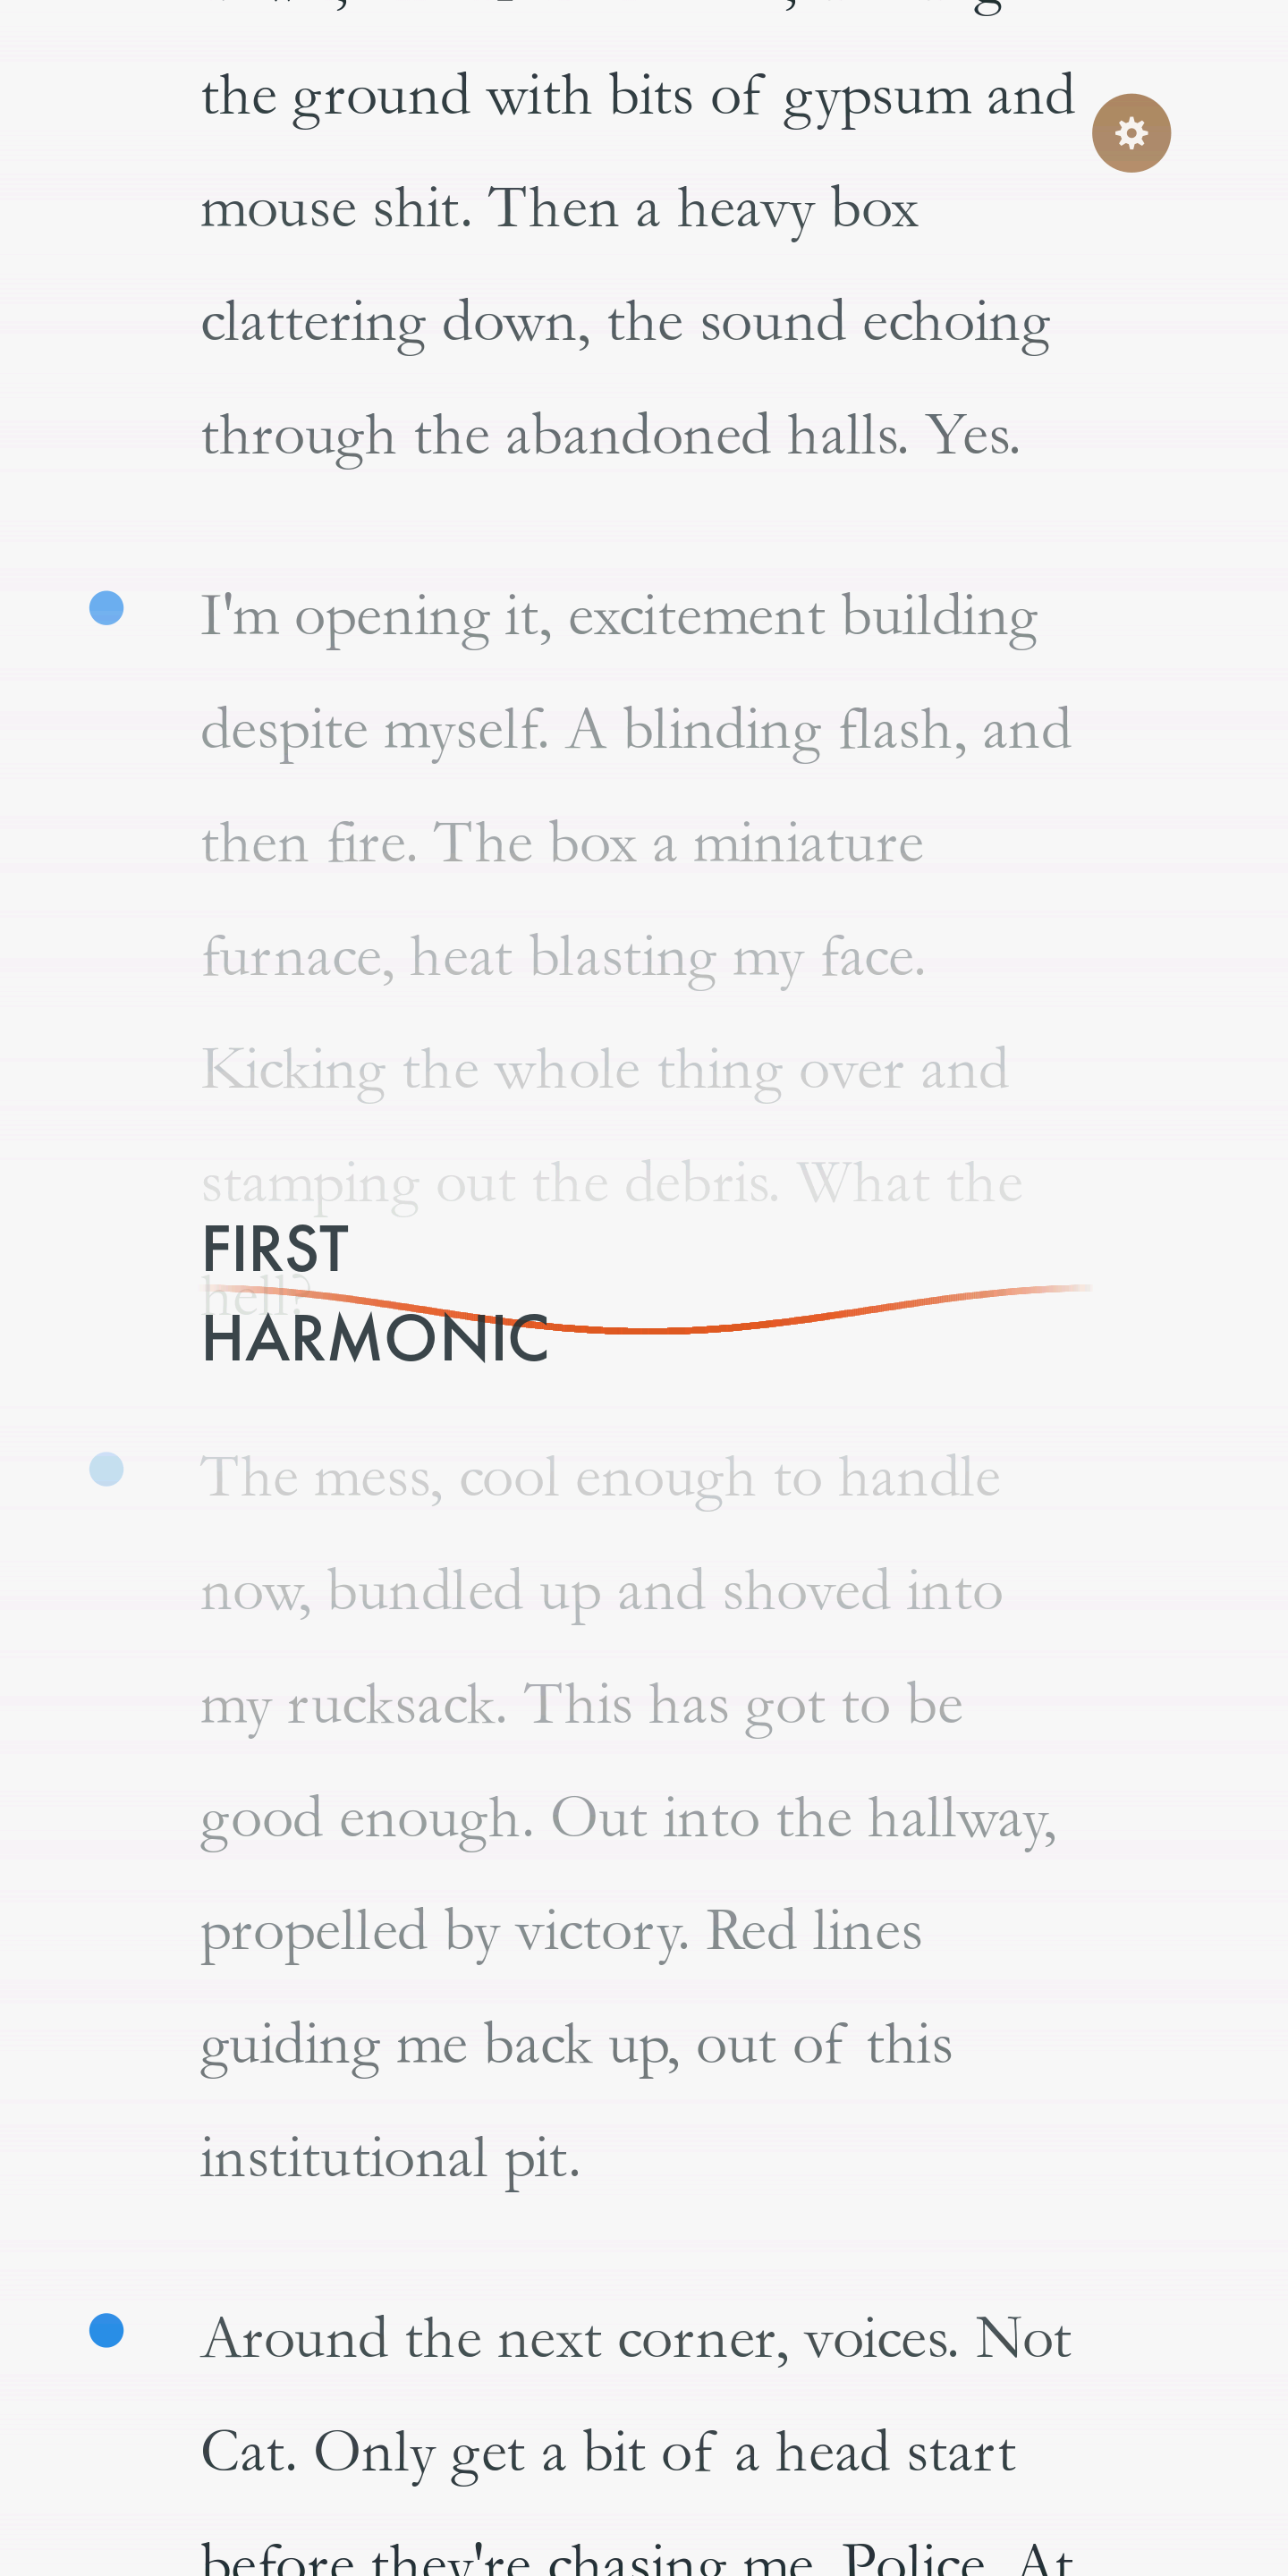 the ground with bits of gypsum and
mouse shit. Then a heavy box
clattering down, the sound echoing
through the abandoned halls. Yes.
I'm opening it, excitement building
despite myself. A blinding flash, and
then fire. The box a miniature
furnace, heat blasting my face.
Kicking the whole thing over and
stamping out the debris. What the
hell?
FIRST
HARMONIC
The mess, cool enough to handle
now, bundled up and shoved into
my rucksack. This has got to be
good enough. Out into the hallway,
propelled by victory. Red lines
guiding me back up, out of this
institutional pit.
Around the next corner, voices. Not
Cat. Only get a bit of a head start
before they're chasing me. Police. At